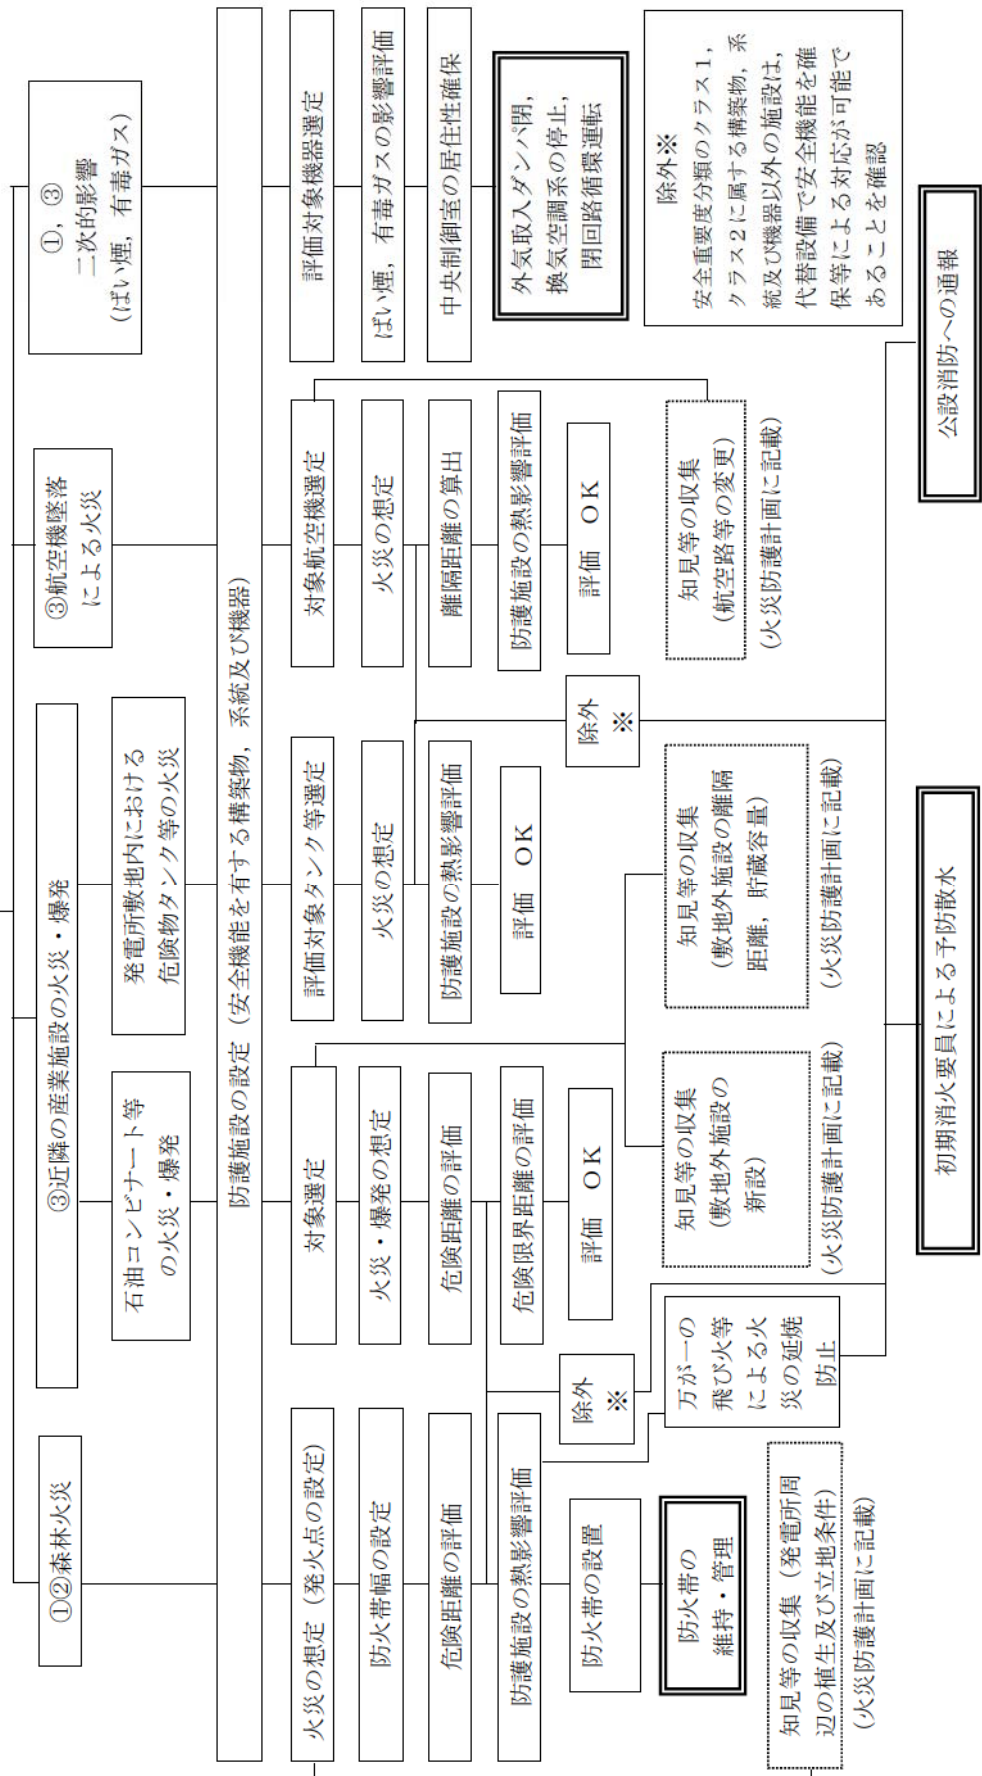 ①②森林火災
③近隣の産業施設の火災・爆発
③航空機墜落
による火災
①，③
二次的影響
(ばい煙，有毒ガス)
石油コンビナート等
の火災・爆発
発電所敷地内における
危険物タンク等の火災
防護施設の設定（安全機能を有する構築物，系統及び機器）
火災の想定（発火点の設定）
防火帯幅の設定
危険距離の評価
防護施設の熱影響評価
防火帯の設置
防火帯の
維持・管理
知見等の収集（発電所周
辺の植生及び立地条件）
(火災防護計画に記載)
対象選定
火災・爆発の想定
危険距離の評価
危険限界距離の評価
評価　ＯＫ
除外
※
万が一の
飛び火等
による火
災の延焼
防止
知見等の収集
(敷地外施設の
新設)
(火災防護計画に記載)
評価対象タンク等選定
火災の想定
防護施設の熱影響評価
評価　ＯＫ
知見等の収集
(敷地外施設の離隔
距離，貯蔵容量)
(火災防護計画に記載)
除外
※
対象航空機選定
火災の想定
離隔距離の算出
防護施設の熱影響評価
評価　ＯＫ
知見等の収集
(航空路等の変更)
(火災防護計画に記載)
評価対象機器選定
ばい煙，有毒ガスの影響評価
中央制御室の居住性確保
外気取入ダンパ閉，
換気空調系の停止，
閉回路循環運転
除外※
安全重要度分類のクラス１，
クラス２に属する構築物，系
統及び機器以外の施設は，
代替設備で安全機能を確
保等による対応が可能で
あることを確認
初期消火要員による予防散水
公設消防への通報